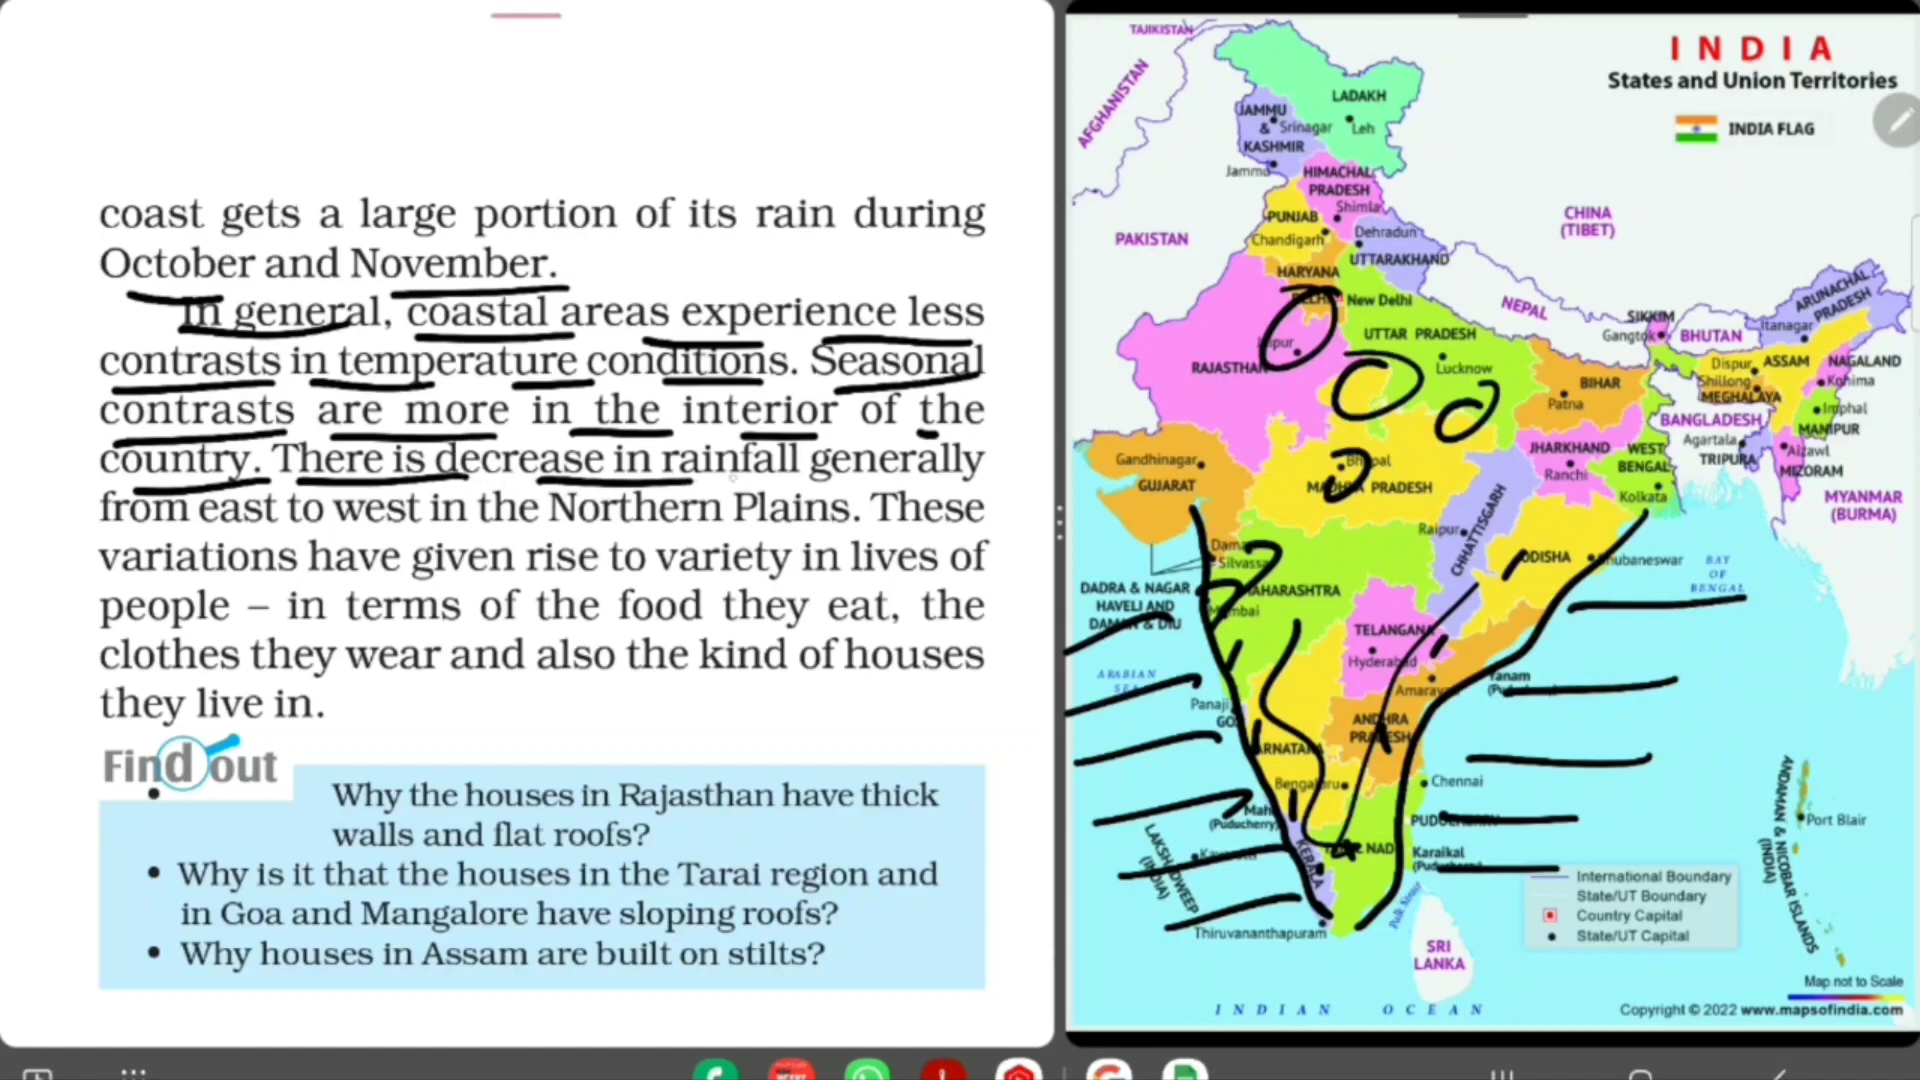 coast gets a large portion of its rain during
October and November.
In general, coastal areas experience less
contrasts in temperature conditions. Seasonal
contrasts are more in the interior of the
country. There is decrease in rainfall generally
from east to west in the Northern Plains. These
variations have given rise to variety in lives of
people – in terms of the food they eat, the
clothes they wear and also the kind of houses
they live in.
Find out
• Why the houses in Rajasthan have thick
walls and flat roofs?
• Why is it that the houses in the Tarai region and
in Goa and Mangalore have sloping roofs?
• Why houses in Assam are built on stilts?
INDIA
States and Union Territories
INDIA FLAG
TAJIKISTAN
AFGHANISTAN
PAKISTAN
CHINA
(TIBET)
NEPAL
BHUTAN
BANGLADESH
MYANMAR
(BURMA)
SRI
LANKA
LADAKH
Leh
JAMMU
&
KASHMIR
Srinagar
Jammu
HIMACHAL
PRADESH
Shimla
PUNJAB
Chandigarh
Dehradun
UTTARAKHAND
HARYANA
New Delhi
UTTAR PRADESH
Lucknow
RAJASTHAN
BIHAR
Patna
SIKKIM
Gangtok
ARUNACHAL
PRADESH
Itanagar
Dispur
ASSAM
NAGALAND
Kohima
Shillong
MEGHALAYA
Imphal
MANIPUR
Agartala
TRIPURA
Aizawl
MIZORAM
JHARKHAND
Ranchi
WEST
BENGAL
Kolkata
Gandhinagar
GUJARAT
PRADESH
CHHATTISGARH
Raipur
ODISHA
Bhubaneswar
Silvassa
DADRA & NAGAR
HAVELI AND
DAMAN & DIU
TELANGANA
Hyderabad
Yanam
Panaji
ANDHRA
PRADESH
Bengaluru
Chennai
(Puducherry)
PUDUCHERRY
Karaikal
KERALA
Thiruvananthapuram
LAKSHADWEEP
(INDIA)
Palk Strait
BAY
OF
BENGAL
ANDAMAN & NICOBAR ISLANDS
(INDIA)
Port Blair
International Boundary
State/UT Boundary
Country Capital
State/UT Capital
INDIAN OCEAN
Map not to Scale
Copyright © 2022 www.mapsofindia.com